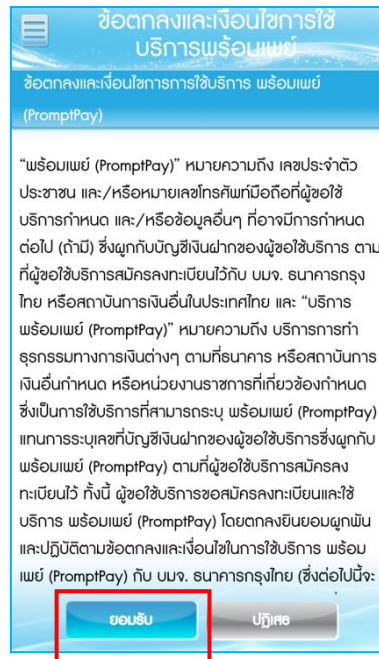 ข้อตกลงและเงื่อนไขการใช้
บริการพร้อมเพย์
ข้อตกลงและเงื่อนไขการการใช้บริการ พร้อมเพย์
(PromptPay)
“พร้อมเพย์ (PromptPay)” หมายความถึง เลขประจำตัว
ประชาชน และ/หรือหมายเลขโทรศัพท์มือถือที่ผู้ขอใช้
บริการกำหนด และ/หรือข้อมูลอื่นๆ ที่อาจมีการกำหนด
ต่อไป (ถ้ามี) ซึ่งผูกกับบัญชีเงินฝากของผู้ขอใช้บริการ ตาม
ที่ผู้ขอใช้บริการสมัครลงทะเบียนไว้กับ บมจ. ธนาคารกรุง
ไทย หรือสถาบันการเงินอื่นในประเทศไทย และ “บริการ
พร้อมเพย์ (PromptPay)” หมายความถึง บริการการทำ
ธุรกรรมทางการเงินต่างๆ ตามที่ธนาคาร หรือสถาบันการ
เงินอื่นกำหนด หรือหน่วยงานราชการที่เกี่ยวข้องกำหนด
ซึ่งเป็นการใช้บริการที่สามารถระบุ พร้อมเพย์ (PromptPay)
แทนการระบุเลขที่บัญชีเงินฝากของผู้ขอใช้บริการซึ่งผูกกับ
พร้อมเพย์ (PromptPay) ตามที่ผู้ขอใช้บริการสมัครลง
ทะเบียนไว้ ทั้งนี้ ผู้ขอใช้บริการขอสมัครลงทะเบียนและใช้
บริการ พร้อมเพย์ (PromptPay) โดยตกลงยินยอมผูกพัน
และปฏิบัติตามข้อตกลงและเงื่อนไขในการใช้บริการ พร้อม
เพย์ (PromptPay) กับ บมจ. ธนาคารกรุงไทย (ซึ่งต่อไปนี้จะ
ยอมรับ
ปฏิเสธ